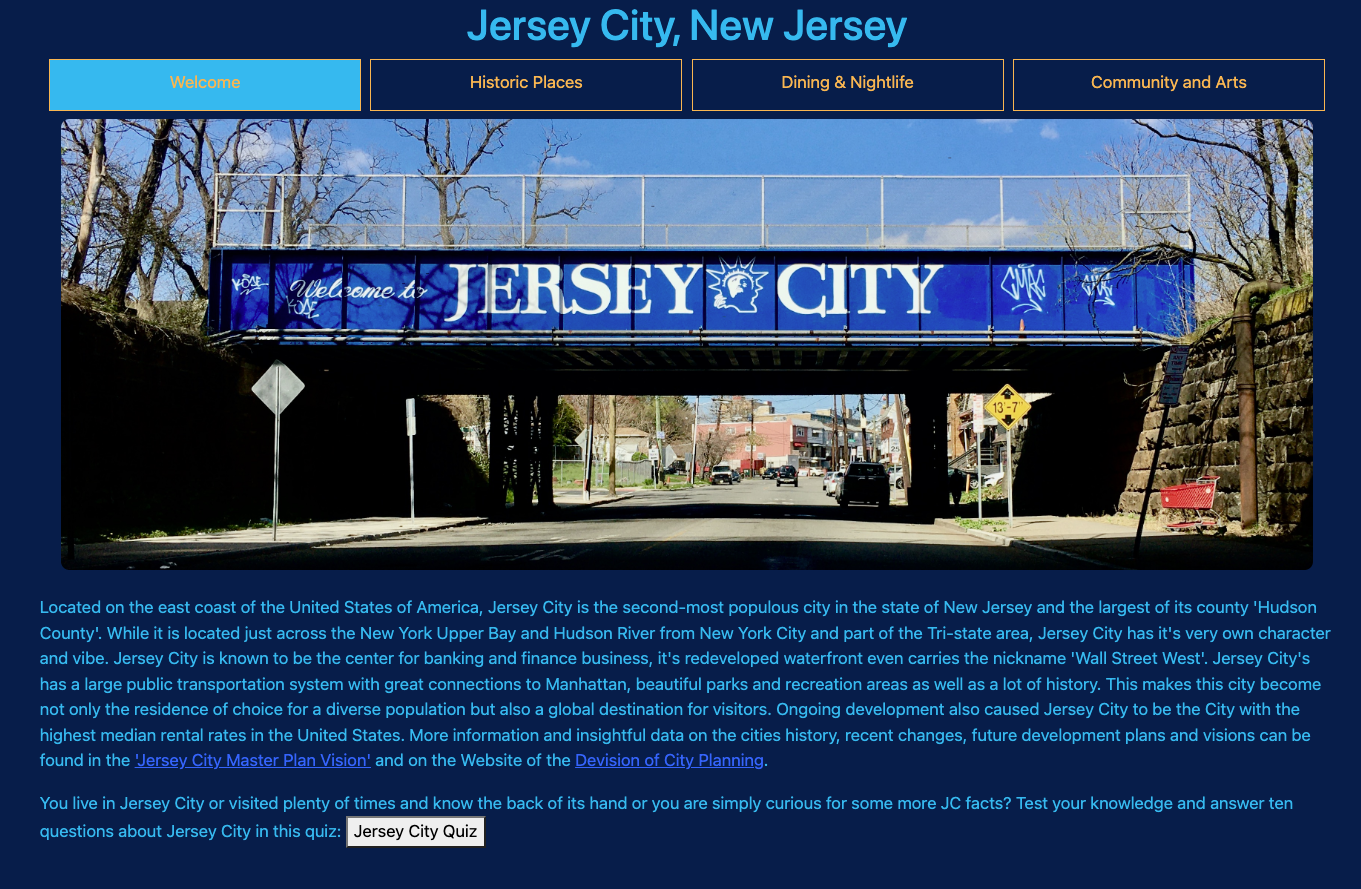 Jersey City, New Jersey
Welcome
Historic Places
Dining & Nightlife
Community and Arts
Welcome to JERSEY CITY
13'-7"
Located on the east coast of the United States of America, Jersey City is the second-most populous city in the state of New Jersey and the largest of its county 'Hudson
County'. While it is located just across the New York Upper Bay and Hudson River from New York City and part of the Tri-state area, Jersey City has it's very own character
and vibe. Jersey City is known to be the center for banking and finance business, it's redeveloped waterfront even carries the nickname 'Wall Street West'. Jersey City's
has a large public transportation system with great connections to Manhattan, beautiful parks and recreation areas as well as a lot of history. This makes this city become
not only the residence of choice for a diverse population but also a global destination for visitors. Ongoing development also caused Jersey City to be the City with the
highest median rental rates in the United States. More information and insightful data on the cities history, recent changes, future development plans and visions can be
found in the 'Jersey City Master Plan Vision' and on the Website of the Devision of City Planning.
You live in Jersey City or visited plenty of times and know the back of its hand or you are simply curious for some more JC facts? Test your knowledge and answer ten
questions about Jersey City in this quiz: Jersey City Quiz